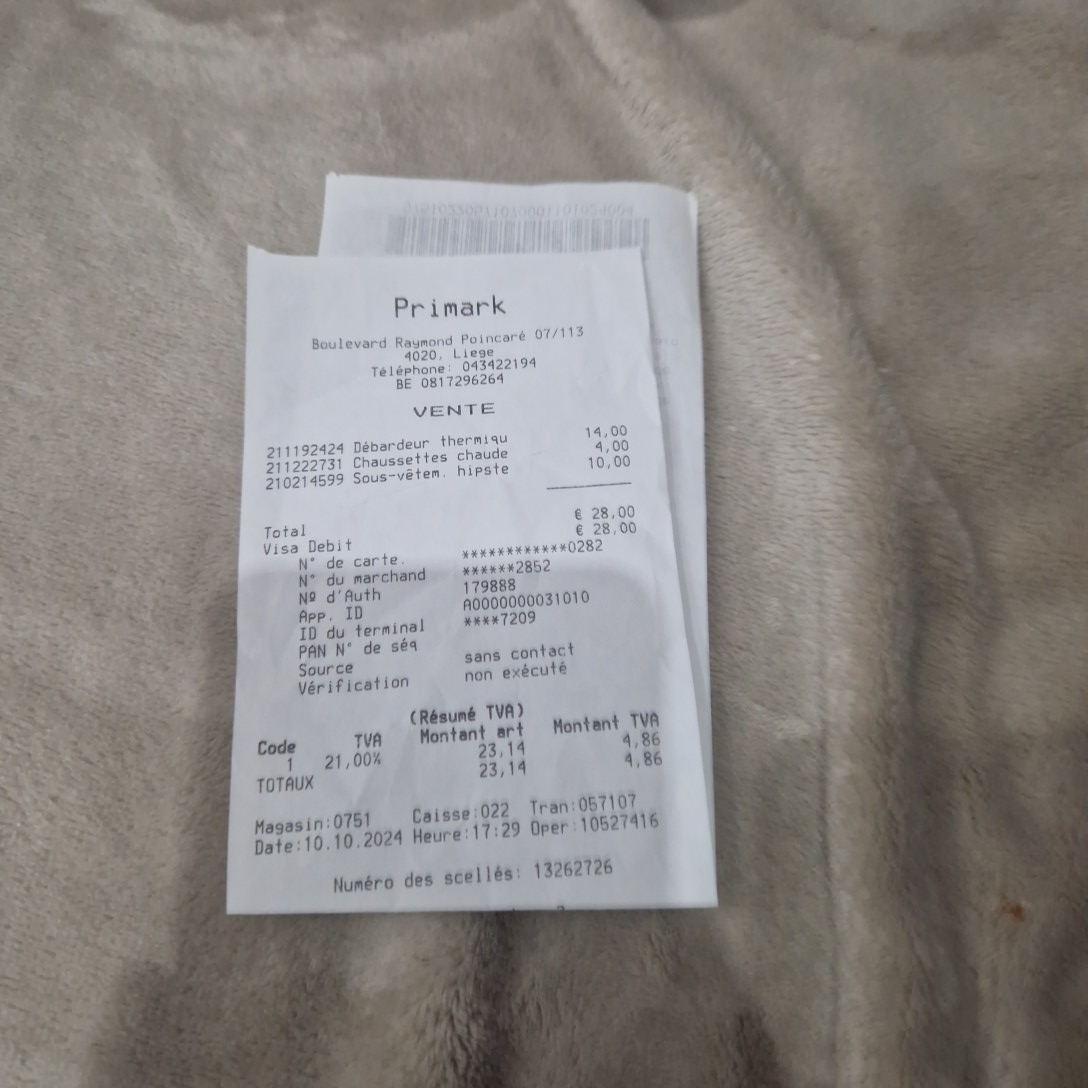 Primark
Boulevard Raymond Poincaré 07/113
4020, Liege
Téléphone: 043422194
BE 0817296264
VENTE
211192424 Débardeur thermiqu 14,00
211222731 Chaussettes chaude 4,00
210214599 Sous-vêtem. hipste 10,00
Total € 28,00
Visa Debit € 28,00
N° de carte. ************0282
N° du marchand ******2852
Nº d'Auth 179888
App. ID A0000000031010
ID du terminal ****7209
PAN N° de séq
Source sans contact
Vérification non exécuté
(Résumé TVA)
Code TVA Montant art Montant TVA
1 21,00% 23,14 4,86
TOTAUX 23,14 4,86
Magasin:0751 Caisse:022 Tran:057107
Date:10.10.2024 Heure:17:29 Oper:10527416
Numéro des scellés: 13262726